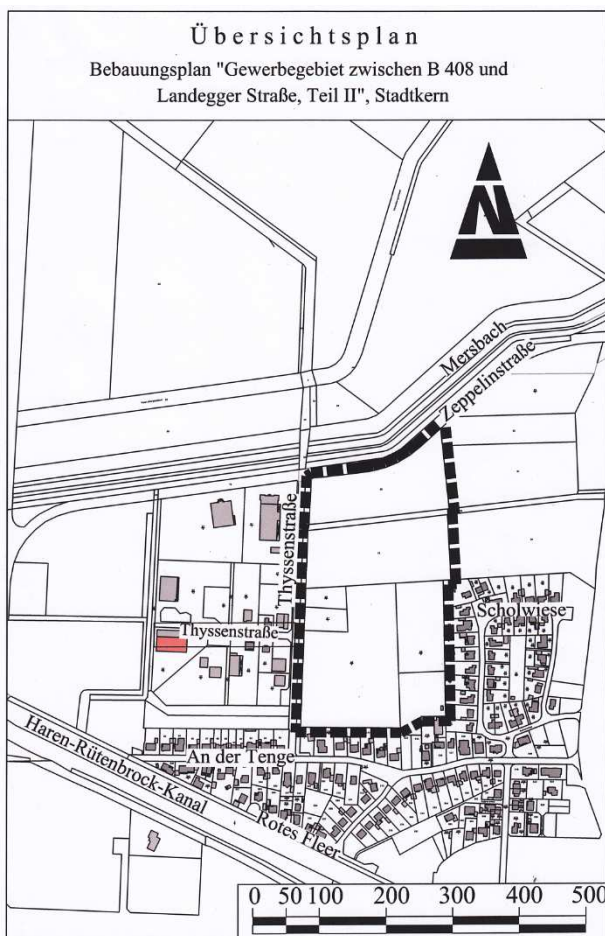 Übersichtsplan
Bebauungsplan "Gewerbegebiet zwischen B 408 und
Landegger Straße, Teil II", Stadtkern
N
Mersbach
Zeppelinstraße
Thyssenstraße
Scholwiese
Thyssenstraße
An der Tenge
Haren-Rütenbrock-Kanal
Rotes Fleer
0 50 100 200 300 400 500